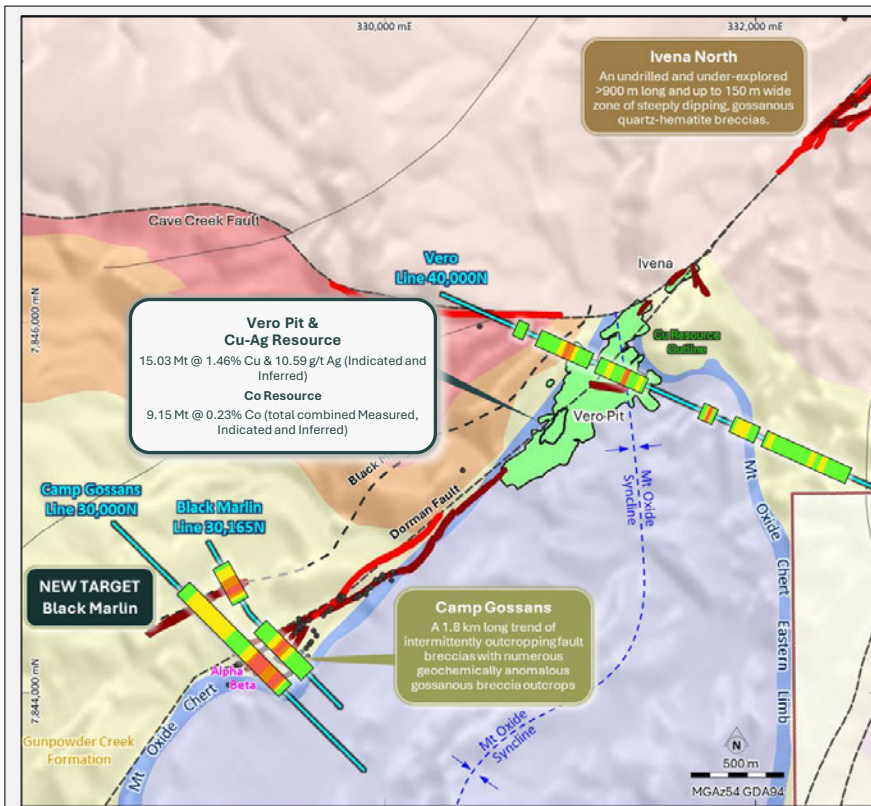 330,000 mE
332,000 mE
7,846,000 mN
7,844,000 mN
Ivena North
An undrilled and under-explored
>900 m long and up to 150 m wide
zone of steeply dipping, gossanous
quartz-hematite breccias.
Cave Creek Fault
Vero
Line 40,000N
Ivena
Vero Pit &
Cu-Ag Resource
15.03 Mt @ 1.46% Cu & 10.59 g/t Ag (Indicated and
Inferred)
Co Resource
9.15 Mt @ 0.23% Co (total combined Measured,
Indicated and Inferred)
Cu Resource
Outline
Vero Pit
Black
Dorman Fault
Mt Oxide
Syncline
Camp Gossans
Line 30,000N
Black Marlin
Line 30,165N
NEW TARGET
Black Marlin
Camp Gossans
A 1.8 km long trend of
intermittently outcropping fault
breccias with numerous
geochemically anomalous
gossanous breccia outcrops
Alpha
Beta
Mt Oxide Chert
Gunpowder Creek
Formation
Mt Oxide
Syncline
Mt Oxide Chert Eastern Limb
N
500 m
MGAz54 GDA94